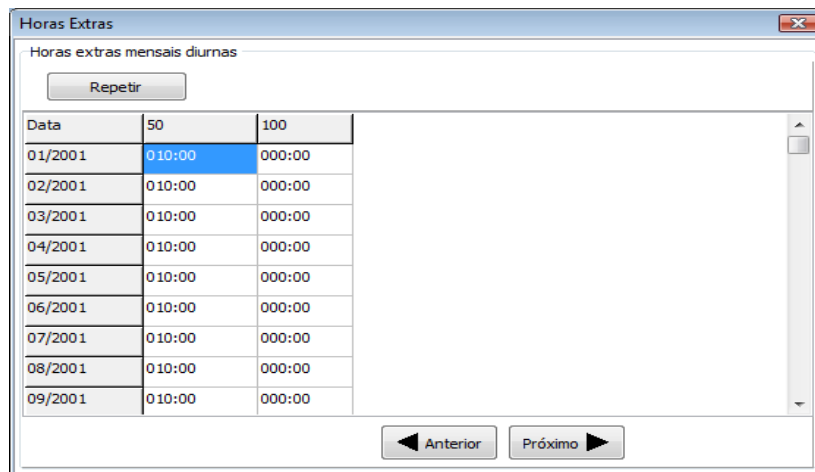 Horas Extras
Horas extras mensais diurnas
Repetir
Data 50 100
01/2001 010:00 000:00
02/2001 010:00 000:00
03/2001 010:00 000:00
04/2001 010:00 000:00
05/2001 010:00 000:00
06/2001 010:00 000:00
07/2001 010:00 000:00
08/2001 010:00 000:00
09/2001 010:00 000:00
Anterior Próximo